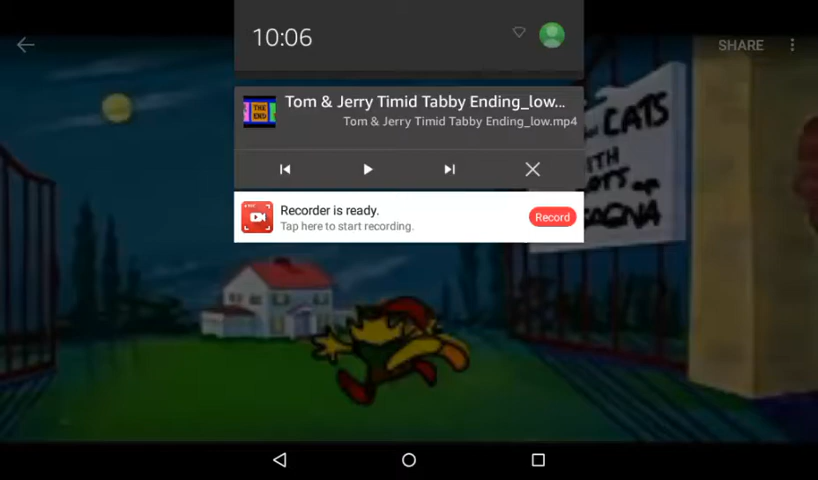 10:06
SHARE
Tom & Jerry Timid Tabby Ending_low...
Tom & Jerry Timid Tabby Ending_low.mp4
THE
END
Recorder is ready.
Tap here to start recording.
Record
CATS